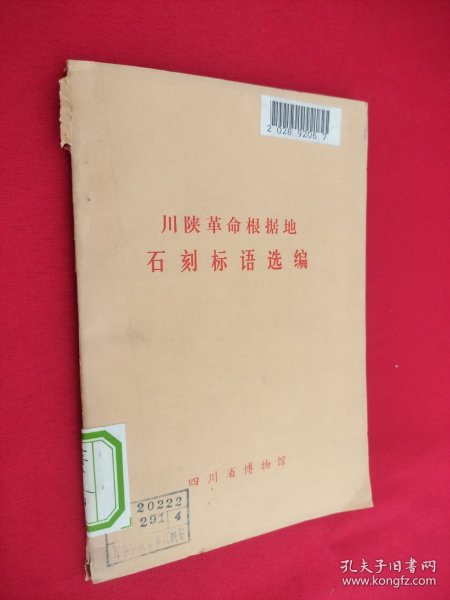 2 028 9206 7
川陕革命根据地
石刻标语选编
四川省博物馆
20222
291 4
孔夫子旧书网
www.kongfz.com